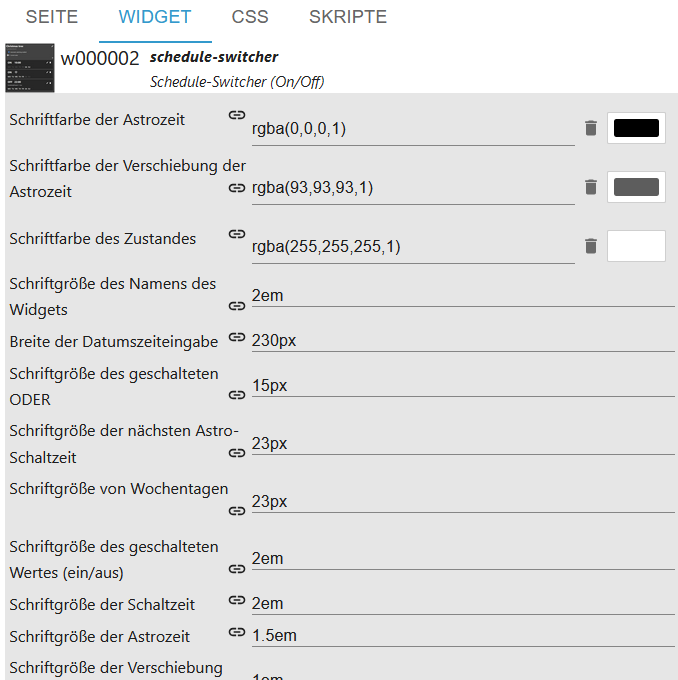 SEITE WIDGET CSS SKRIPTE
w000002 schedule-switcher
Schedule-Switcher (On/Off)
Schriftfarbe der Astrozeit rgba(0,0,0,1)
Schriftfarbe der Verschiebung der
Astrozeit rgba(93,93,93,1)
Schriftfarbe des Zustandes rgba(255,255,255,1)
Schriftgröße des Namens des
Widgets 2em
Breite der Datumszeiteingabe 230px
Schriftgröße des geschalteten
ODER 15px
Schriftgröße der nächsten Astro-
Schaltzeit 23px
Schriftgröße von Wochentagen 23px
Schriftgröße des geschalteten
Wertes (ein/aus) 2em
Schriftgröße der Schaltzeit 2em
Schriftgröße der Astrozeit 1.5em
Schriftgröße der Verschiebung
1em